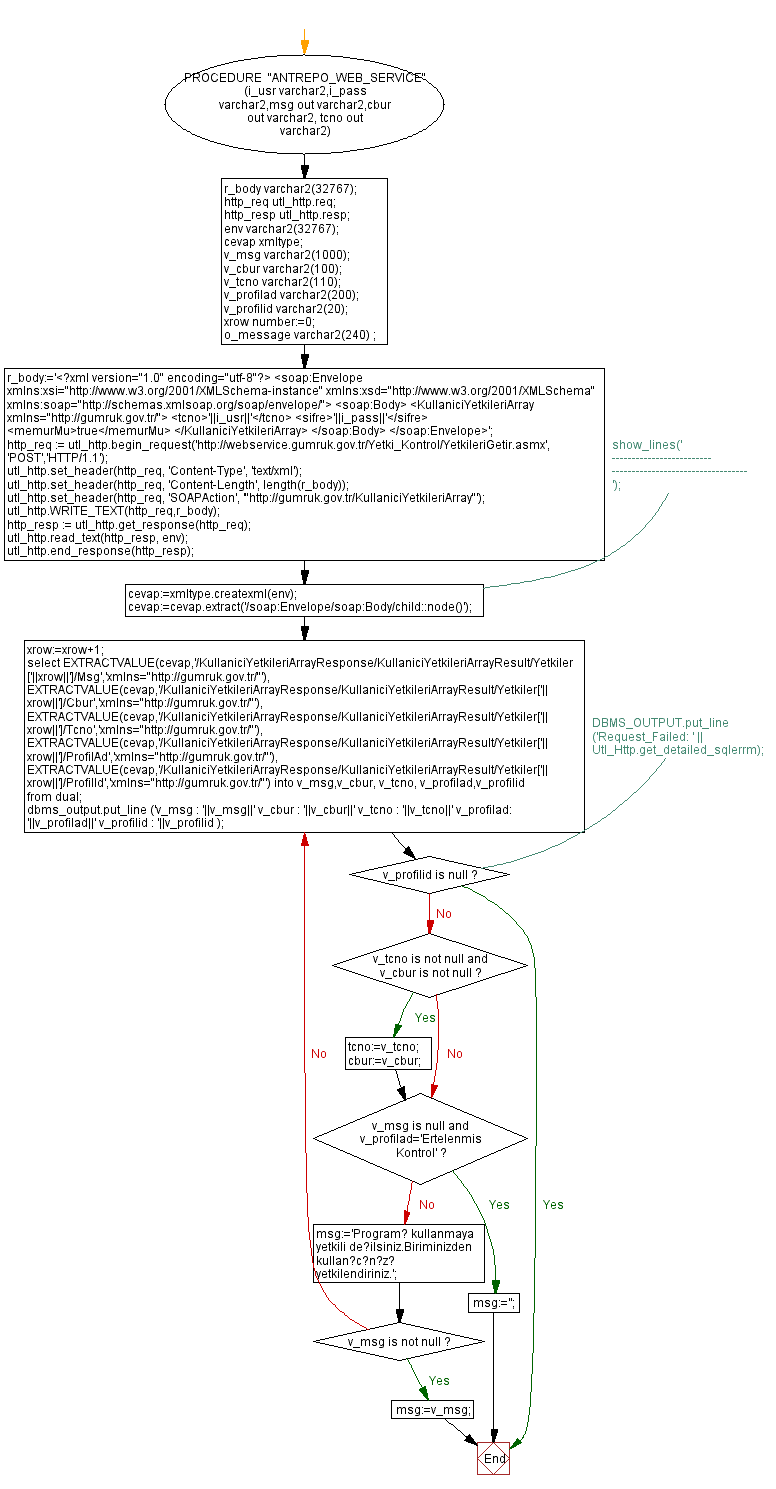 PROCEDURE "ANTREPO_WEB_SERVICE"
(i_usr varchar2,i_pass
varchar2,msg out varchar2,cbur
out varchar2, tcno out
varchar2)
r_body varchar2(32767);
http_req utl_http.req;
http_resp utl_http.resp;
env varchar2(32767);
cevap xmltype;
v_msg varchar2(1000);
v_cbur varchar2(100);
v_tcno varchar2(110);
v_profilad varchar2(200);
v_profilid varchar2(20);
xrow number:=0;
o_message varchar2(240) ;
r_body:='<?xml version="1.0" encoding="utf-8"?> <soap:Envelope
xmlns:xsi="http://www.w3.org/2001/XMLSchema-instance" xmlns:xsd="http://www.w3.org/2001/XMLSchema"
xmlns:soap="http://schemas.xmlsoap.org/soap/envelope/"> <soap:Body> <KullaniciYetkileriArray
xmlns="http://gumruk.gov.tr/"> <tcno>'||i_usr||'</tcno> <sifre>'||i_pass||'</sifre>
<memurMu>true</memurMu> </KullaniciYetkileriArray> </soap:Body> </soap:Envelope>';
http_req := utl_http.begin_request('http://webservice.gumruk.gov.tr/Yetki_Kontrol/YetkileriGetir.asmx',
'POST','HTTP/1.1');
utl_http.set_header(http_req, 'Content-Type', 'text/xml');
utl_http.set_header(http_req, 'Content-Length', length(r_body));
utl_http.set_header(http_req, 'SOAPAction', '"http://gumruk.gov.tr/KullaniciYetkileriArray"');
utl_http.WRITE_TEXT(http_req,r_body);
http_resp := utl_http.get_response(http_req);
utl_http.read_text(http_resp, env);
utl_http.end_response(http_resp);
show_lines('
-------------------------
----------------------------------
');
cevap:=xmltype.createxml(env);
cevap:=cevap.extract('/soap:Envelope/soap:Body/child::node()');
xrow:=xrow+1;
select EXTRACTVALUE(cevap,'/KullaniciYetkileriArrayResponse/KullaniciYetkileriArrayResult/Yetkiler
['||xrow||']/Msg','xmlns="http://gumruk.gov.tr/"'),
EXTRACTVALUE(cevap,'/KullaniciYetkileriArrayResponse/KullaniciYetkileriArrayResult/Yetkiler['||
xrow||']/Cbur','xmlns="http://gumruk.gov.tr/"'),
EXTRACTVALUE(cevap,'/KullaniciYetkileriArrayResponse/KullaniciYetkileriArrayResult/Yetkiler['||
xrow||']/Tcno','xmlns="http://gumruk.gov.tr/"'),
EXTRACTVALUE(cevap,'/KullaniciYetkileriArrayResponse/KullaniciYetkileriArrayResult/Yetkiler['||
xrow||']/ProfilAd','xmlns="http://gumruk.gov.tr/"'),
EXTRACTVALUE(cevap,'/KullaniciYetkileriArrayResponse/KullaniciYetkileriArrayResult/Yetkiler['||
xrow||']/ProfilId','xmlns="http://gumruk.gov.tr/"') into v_msg,v_cbur, v_tcno, v_profilad,v_profilid
from dual;
dbms_output.put_line ('v_msg : '||v_msg||' v_cbur : '||v_cbur||' v_tcno : '||v_tcno||' v_profilad:
'||v_profilad||' v_profilid : '||v_profilid );
DBMS_OUTPUT.put_line
('Request_Failed: ' ||
Utl_Http.get_detailed_sqlerrm);
v_profilid is null ?
No
v_tcno is not null and
v_cbur is not null ?
Yes
tcno:=v_tcno;
cbur:=v_cbur;
No
No
v_msg is null and
v_profilad='Ertelenmis
Kontrol' ?
No
Yes
Yes
msg:='Program? kullanmaya
yetkili de?ilsiniz.Biriminizden
kullan?c?n?z?
yetkilendiriniz.';
msg:='';
v_msg is not null ?
Yes
msg:=v_msg;
End